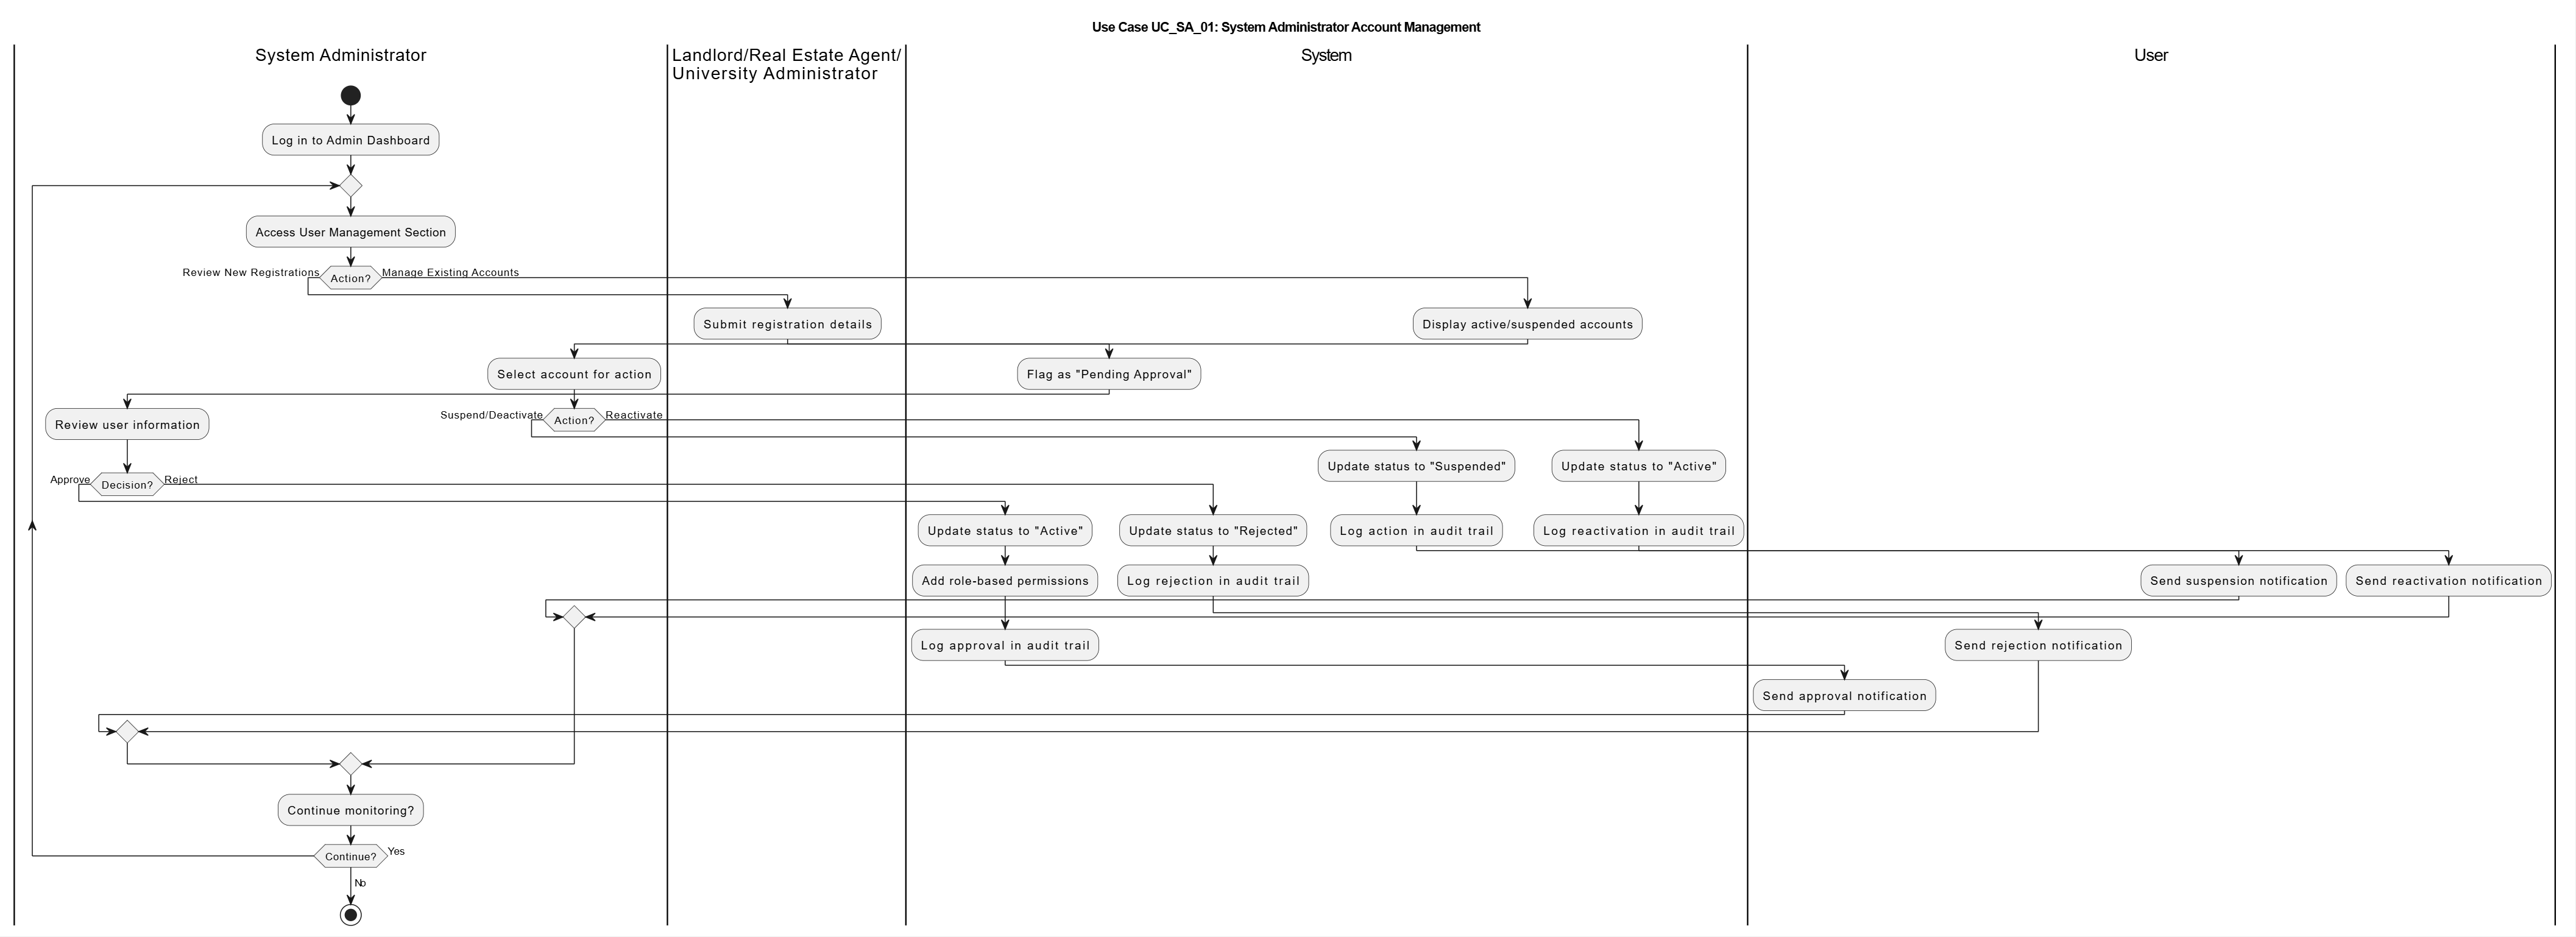 Use Case UC_SA_01: System Administrator Account Management
System Administrator
Landlord/Real Estate Agent/
University Administrator
System
User
Log in to Admin Dashboard
Access User Management Section
Review New Registrations
Action?
Manage Existing Accounts
Submit registration details
Display active/suspended accounts
Select account for action
Flag as "Pending Approval"
Review user information
Suspend/Deactivate
Action?
Reactivate
Update status to "Suspended"
Update status to "Active"
Approve
Decision?
Reject
Update status to "Active"
Update status to "Rejected"
Log action in audit trail
Log reactivation in audit trail
Add role-based permissions
Log rejection in audit trail
Send suspension notification
Send reactivation notification
Log approval in audit trail
Send rejection notification
Send approval notification
Continue monitoring?
Continue?
Yes
No